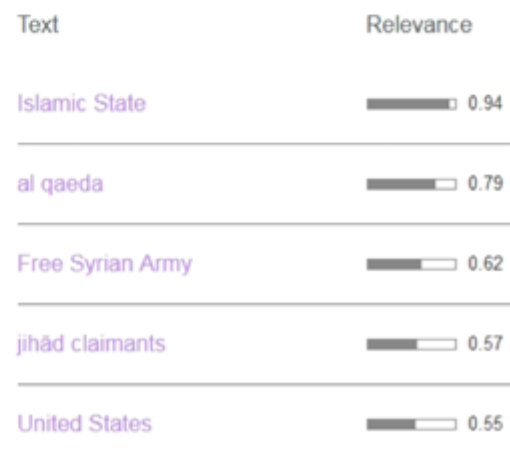 Text Relevance
Islamic State 0.94
al qaeda 0.79
Free Syrian Army 0.62
jihād claimants 0.57
United States 0.55